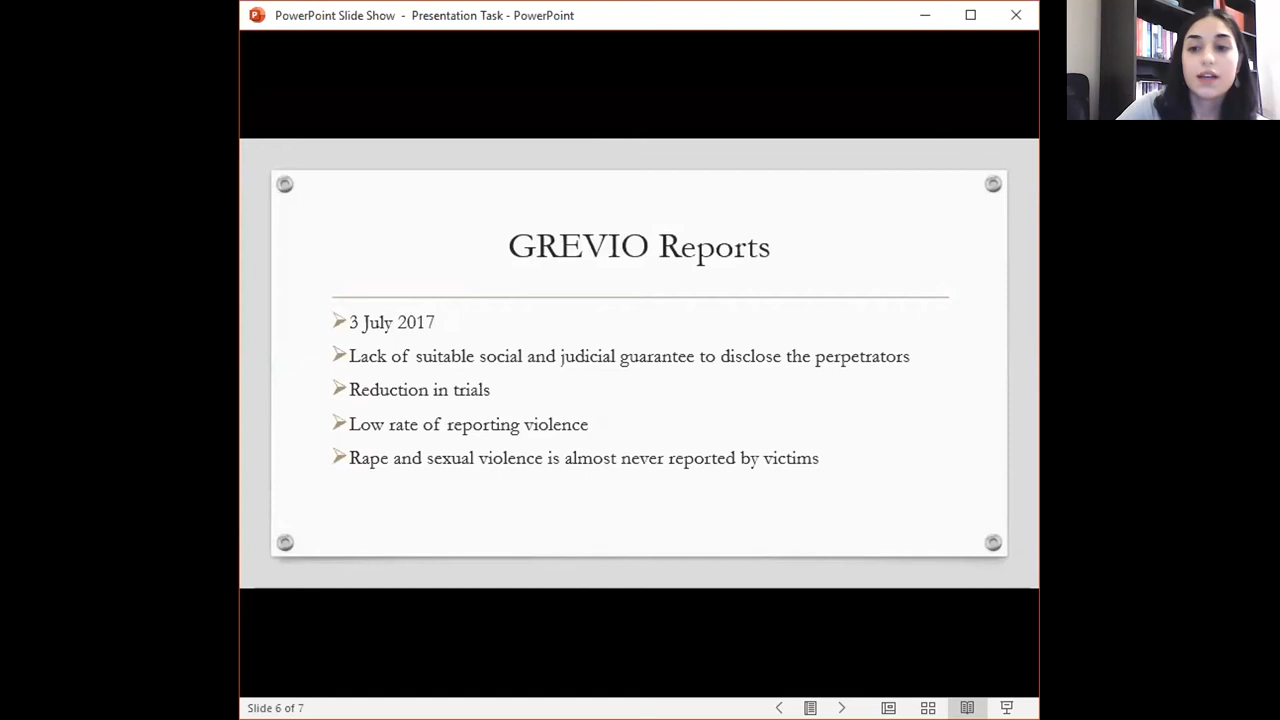 PowerPoint Slide Show - Presentation Task - PowerPoint
GREVIO Reports
3 July 2017
Lack of suitable social and judicial guarantee to disclose the perpetrators
Reduction in trials
Low rate of reporting violence
Rape and sexual violence is almost never reported by victims
Slide 6 of 7